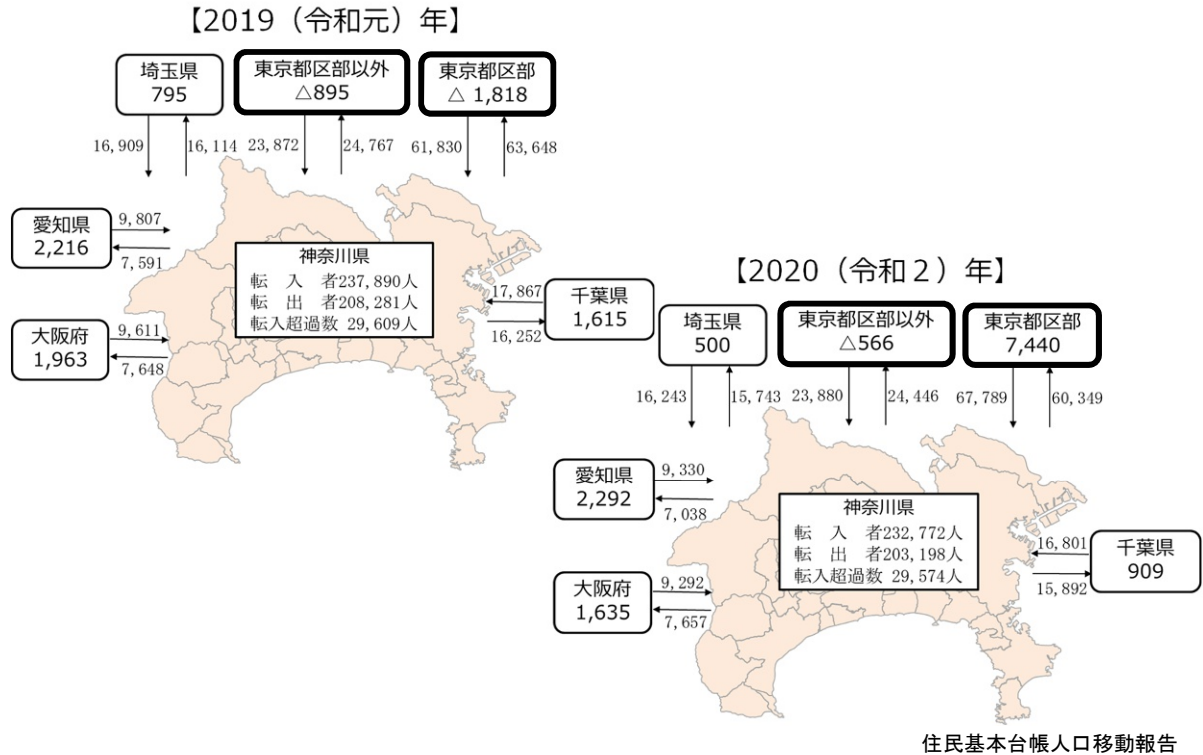 【2019（令和元）年】
埼玉県
795
東京都区部以外
△895
東京都区部
△ 1,818
16,909
16,114
23,872
24,767
61,830
63,648
愛知県
2,216
9,807
7,591
大阪府
1,963
9,611
7,648
神奈川県
転　入　者237,890人
転　出　者208,281人
転入超過数 29,609人
17,867
16,252
千葉県
1,615
【2020（令和２）年】
埼玉県
500
東京都区部以外
△566
東京都区部
7,440
16,243
15,743
23,880
24,446
67,789
60,349
愛知県
2,292
9,330
7,038
大阪府
1,635
9,292
7,657
神奈川県
転　入　者232,772人
転　出　者203,198人
転入超過数 29,574人
16,801
15,892
千葉県
909
住民基本台帳人口移動報告